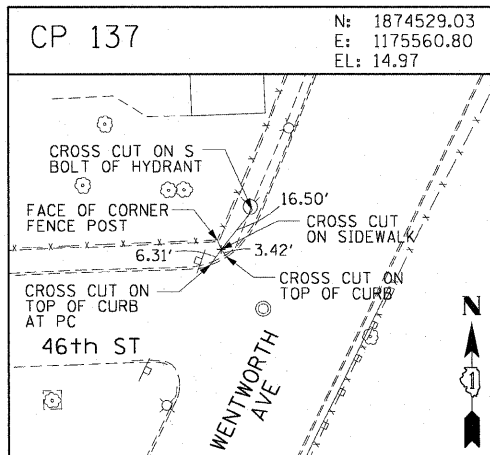 CP 137
N: 1874529.03
E: 1175560.80
EL: 14.97
CROSS CUT ON S
BOLT OF HYDRANT
16.50'
FACE OF CORNER
FENCE POST
CROSS CUT
ON SIDEWALK
6.31'
3.42'
CROSS CUT ON
TOP OF CURB
AT PC
CROSS CUT ON
TOP OF CURB
46th ST
WENTWORTH
AVE
N
1